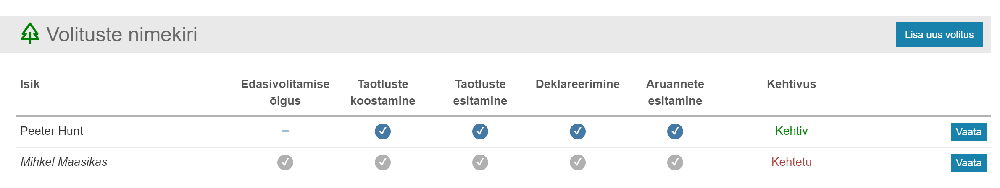 Volituste nimekiri
Lisa uus volitus
Isik Edasivolitamise Taotluste Taotluste Deklareerimine Aruannete Kehtivus
õigus koostamine esitamine esitamine
Peeter Hunt – ✓ ✓ ✓ ✓ Kehtiv Vaata
Mihkel Maasikas ✓ ✓ ✓ ✓ ✓ Kehtetu Vaata